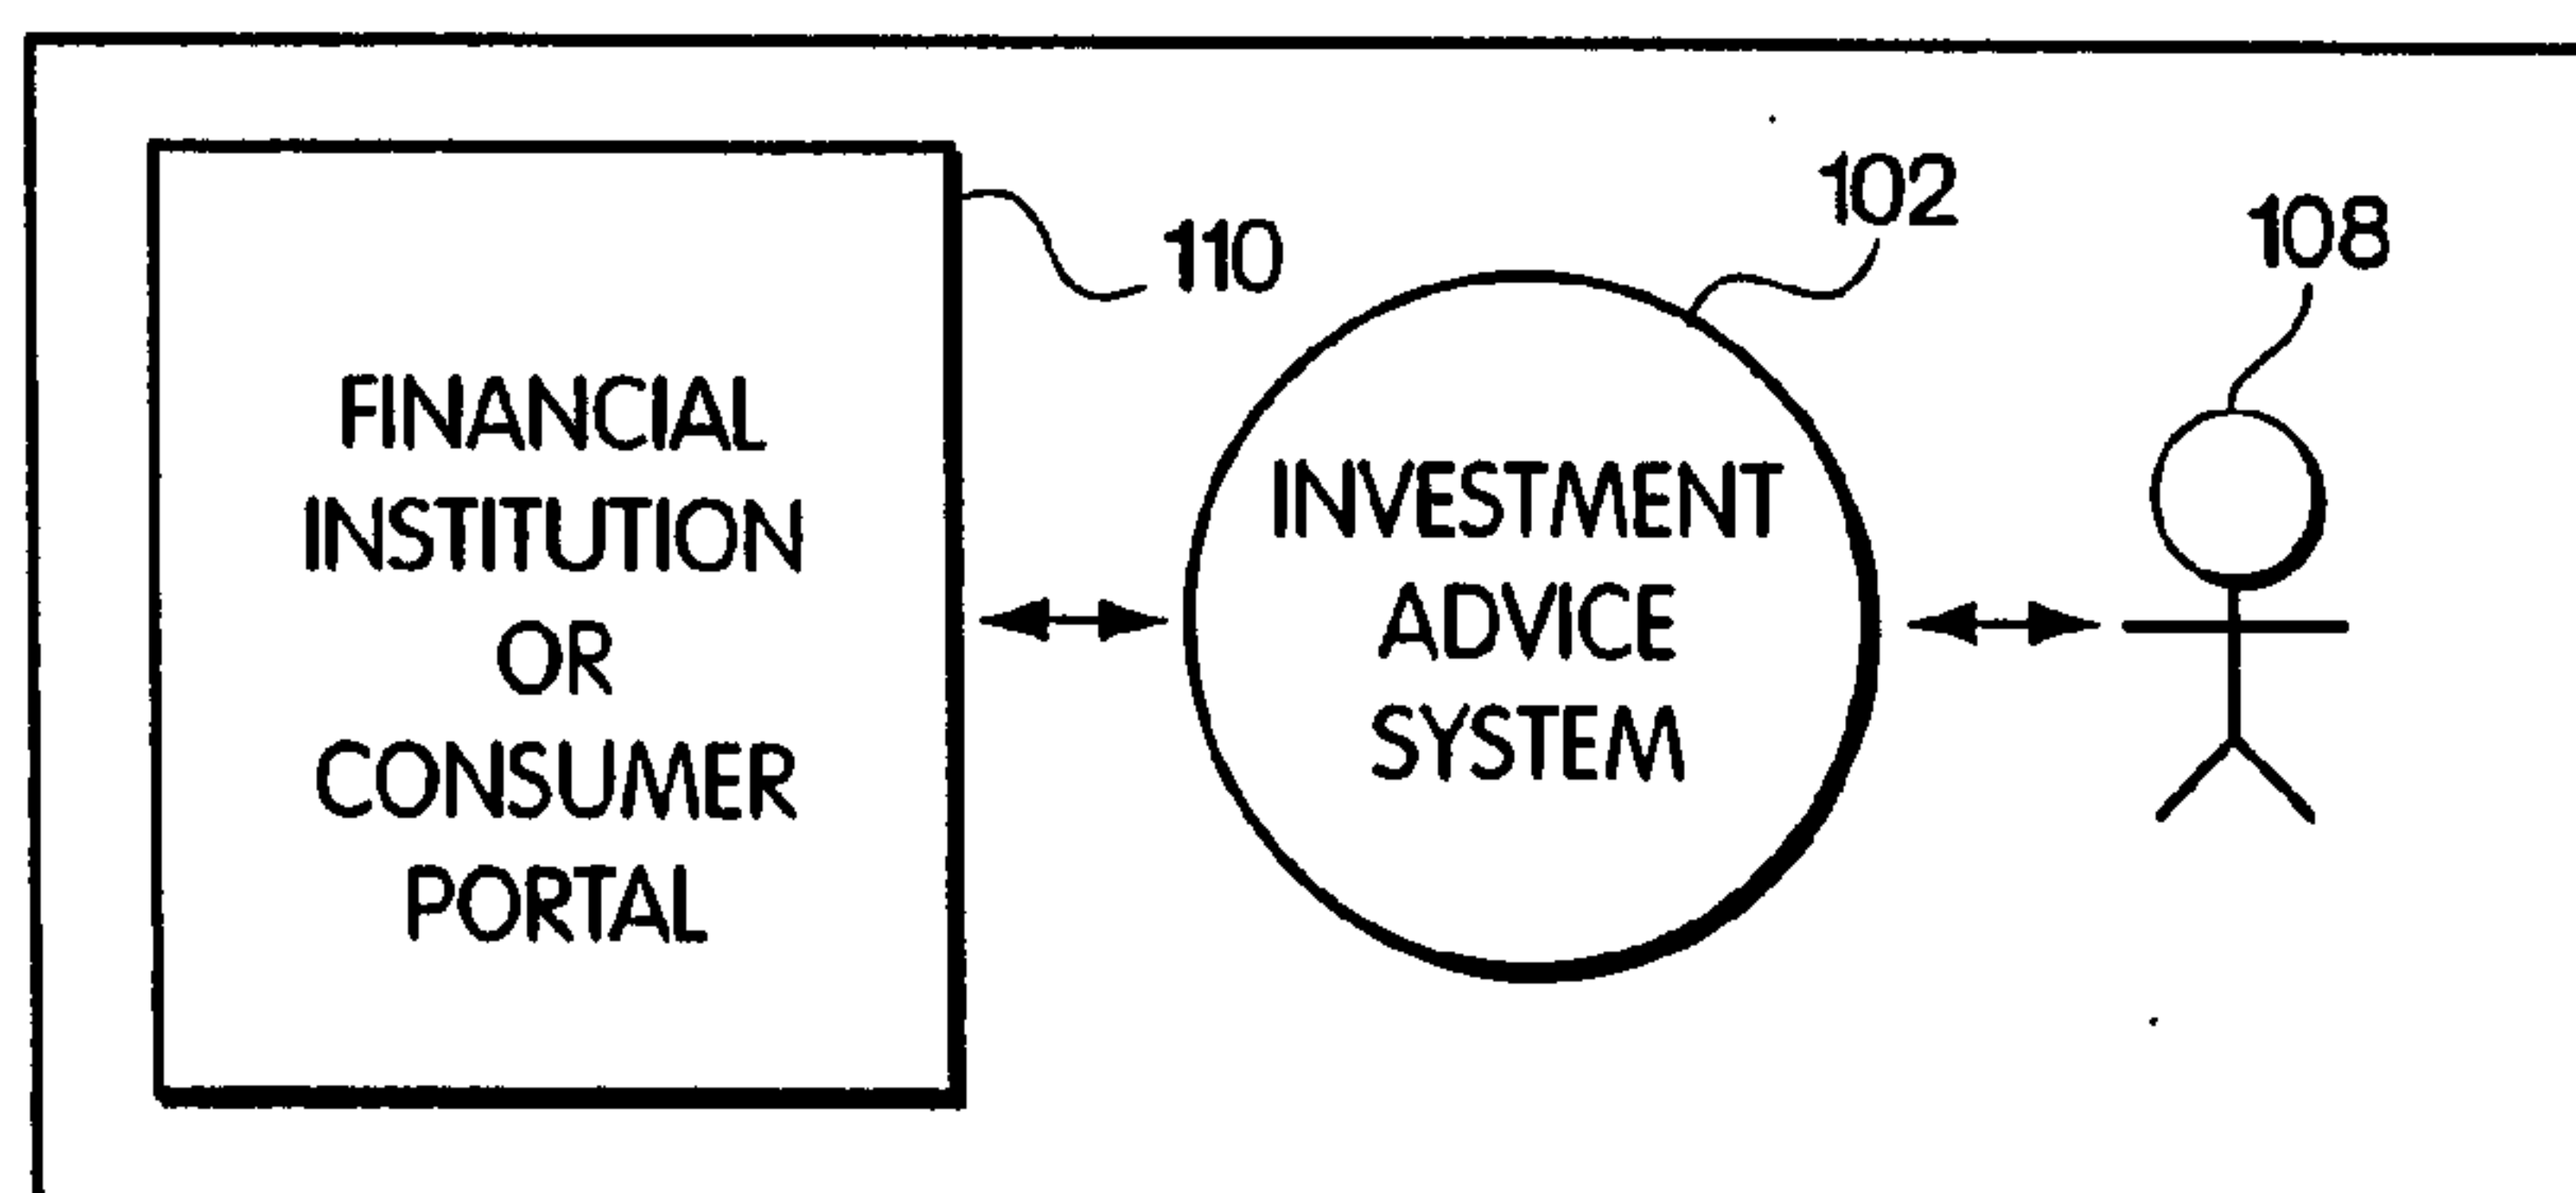 FINANCIAL
INSTITUTION
OR
CONSUMER
PORTAL
110
INVESTMENT
ADVICE
SYSTEM
102
108